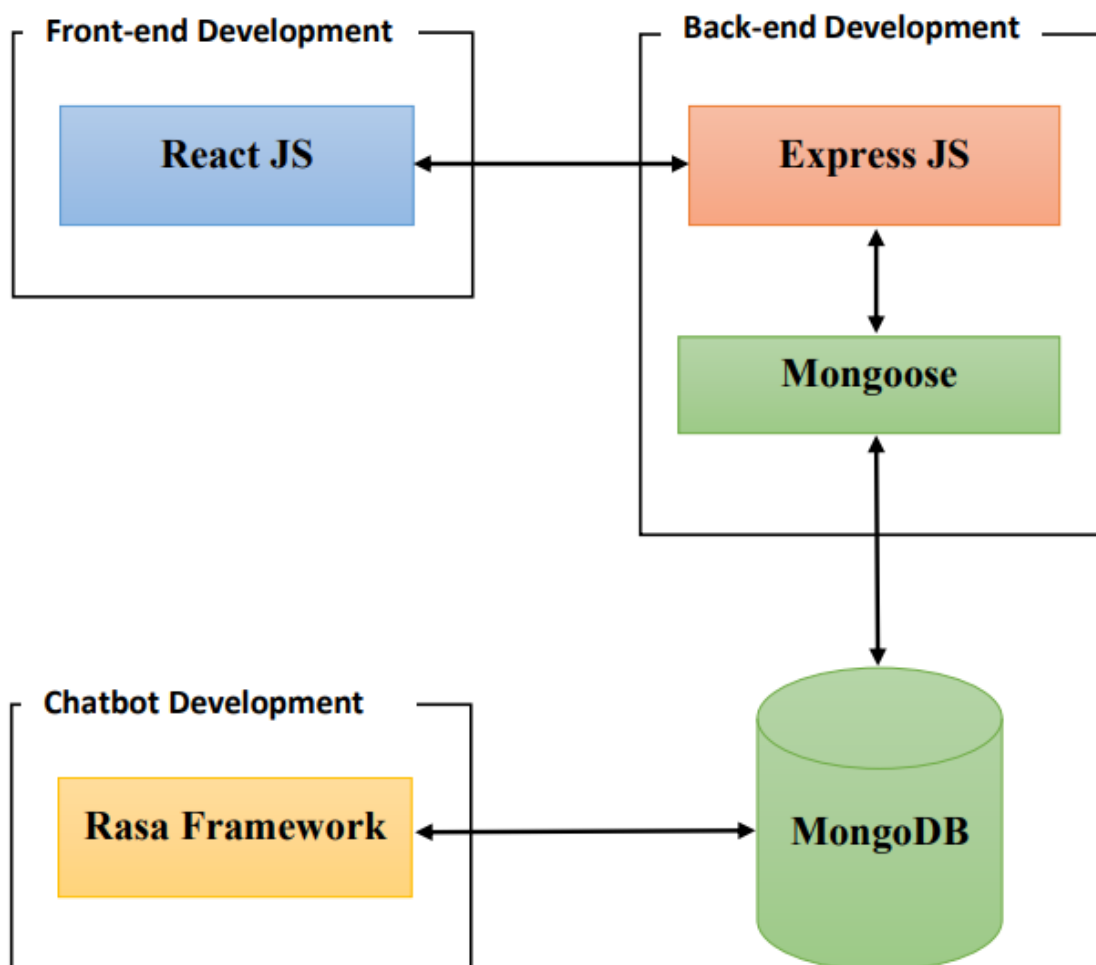 Front-end Development
Back-end Development
React JS
Express JS
Mongoose
Chatbot Development
Rasa Framework
MongoDB